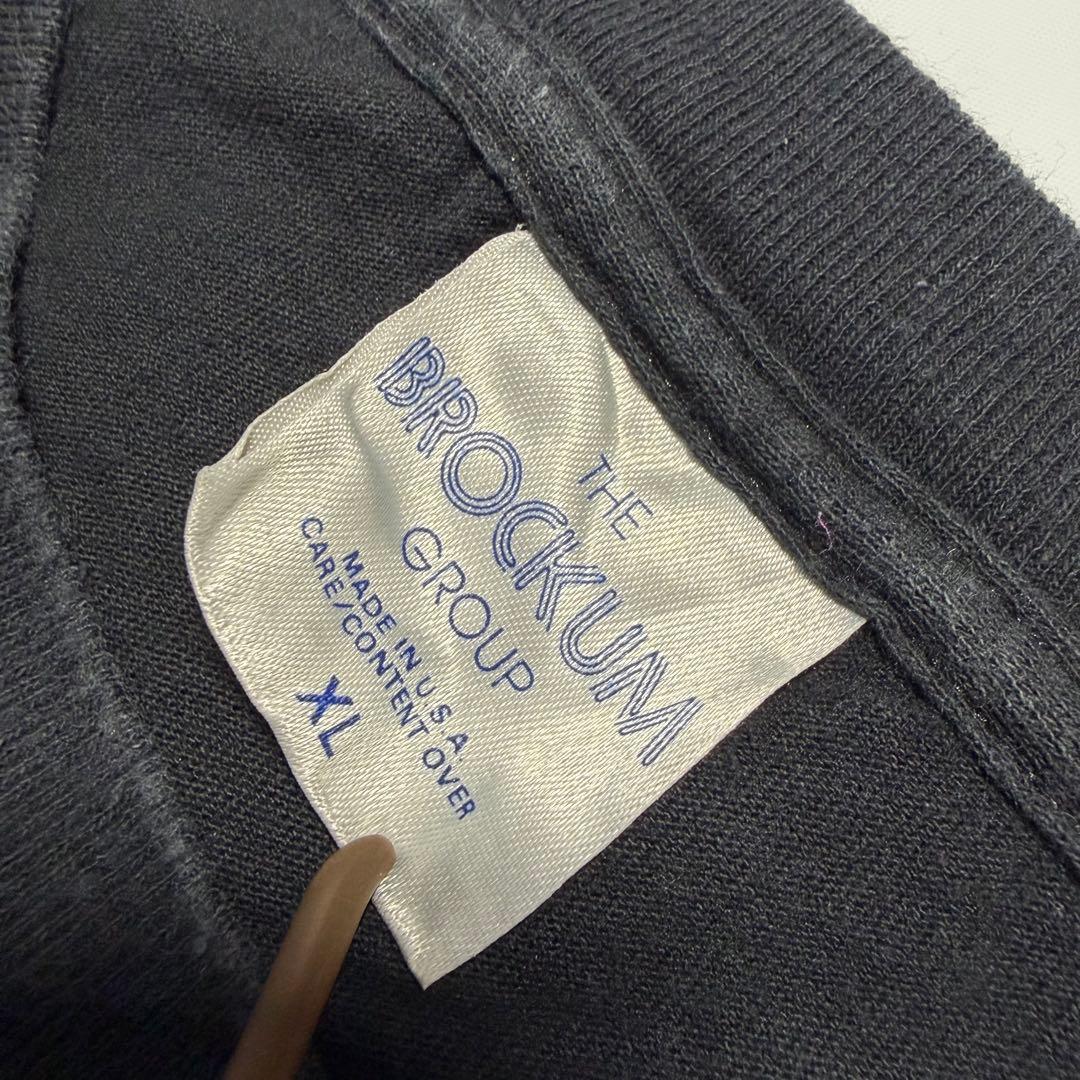 THE
BROCKUM
GROUP
MADE IN U.S.A.
CARE/CONTENT OVER
XL